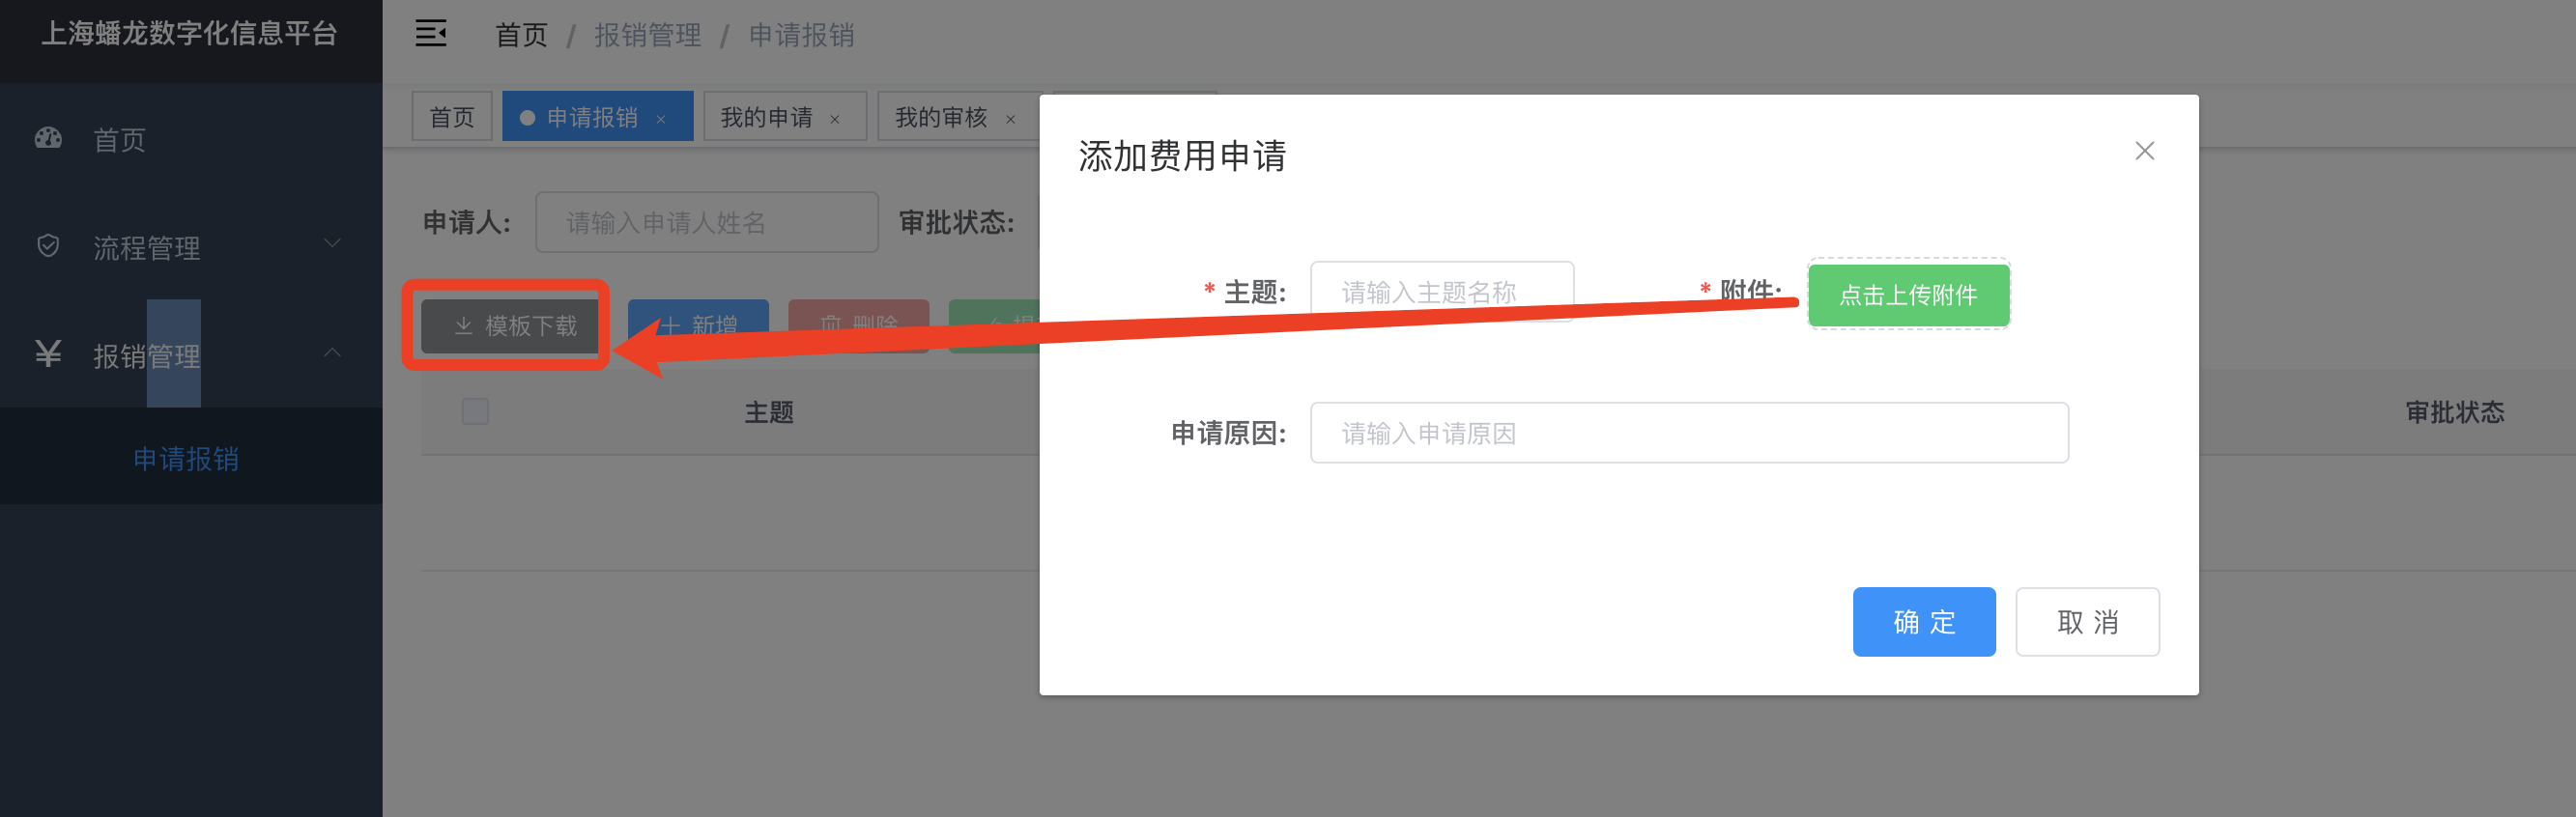 上海蟠龙数字化信息平台
首页 / 报销管理 / 申请报销
首页
申请报销 ×
我的申请 ×
我的审核 ×
首页
流程管理
¥ 报销管理
申请报销
申请人: 请输入申请人姓名
审批状态:
模板下载
新增
删除
主题
审批状态
添加费用申请
* 主题: 请输入主题名称
* 附件: 点击上传附件
申请原因: 请输入申请原因
确 定
取 消